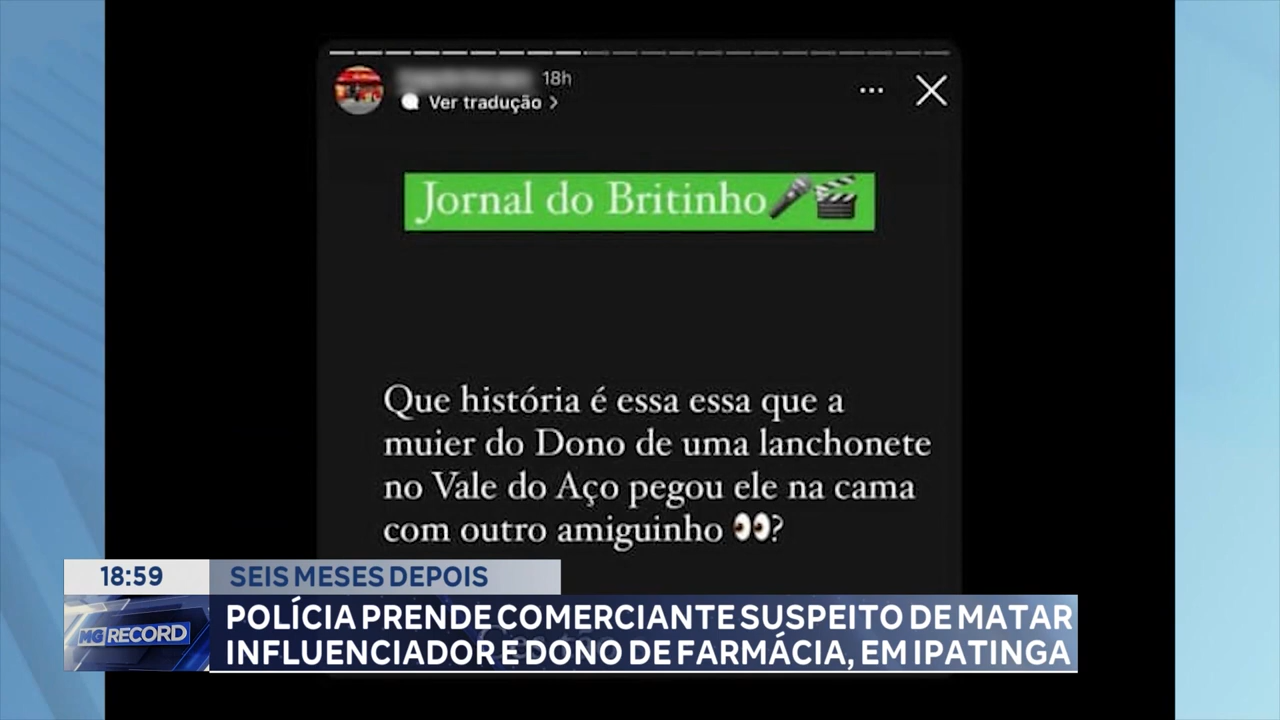 18h
Ver tradução >
Jornal do Britinho🎤🎬
Que história é essa essa que a
muier do Dono de uma lanchonete
no Vale do Aço pegou ele na cama
com outro amiguinho 👀?
18:59
SEIS MESES DEPOIS
MG RECORD
POLÍCIA PRENDE COMERCIANTE SUSPEITO DE MATAR
INFLUENCIADOR E DONO DE FARMÁCIA, EM IPATINGA